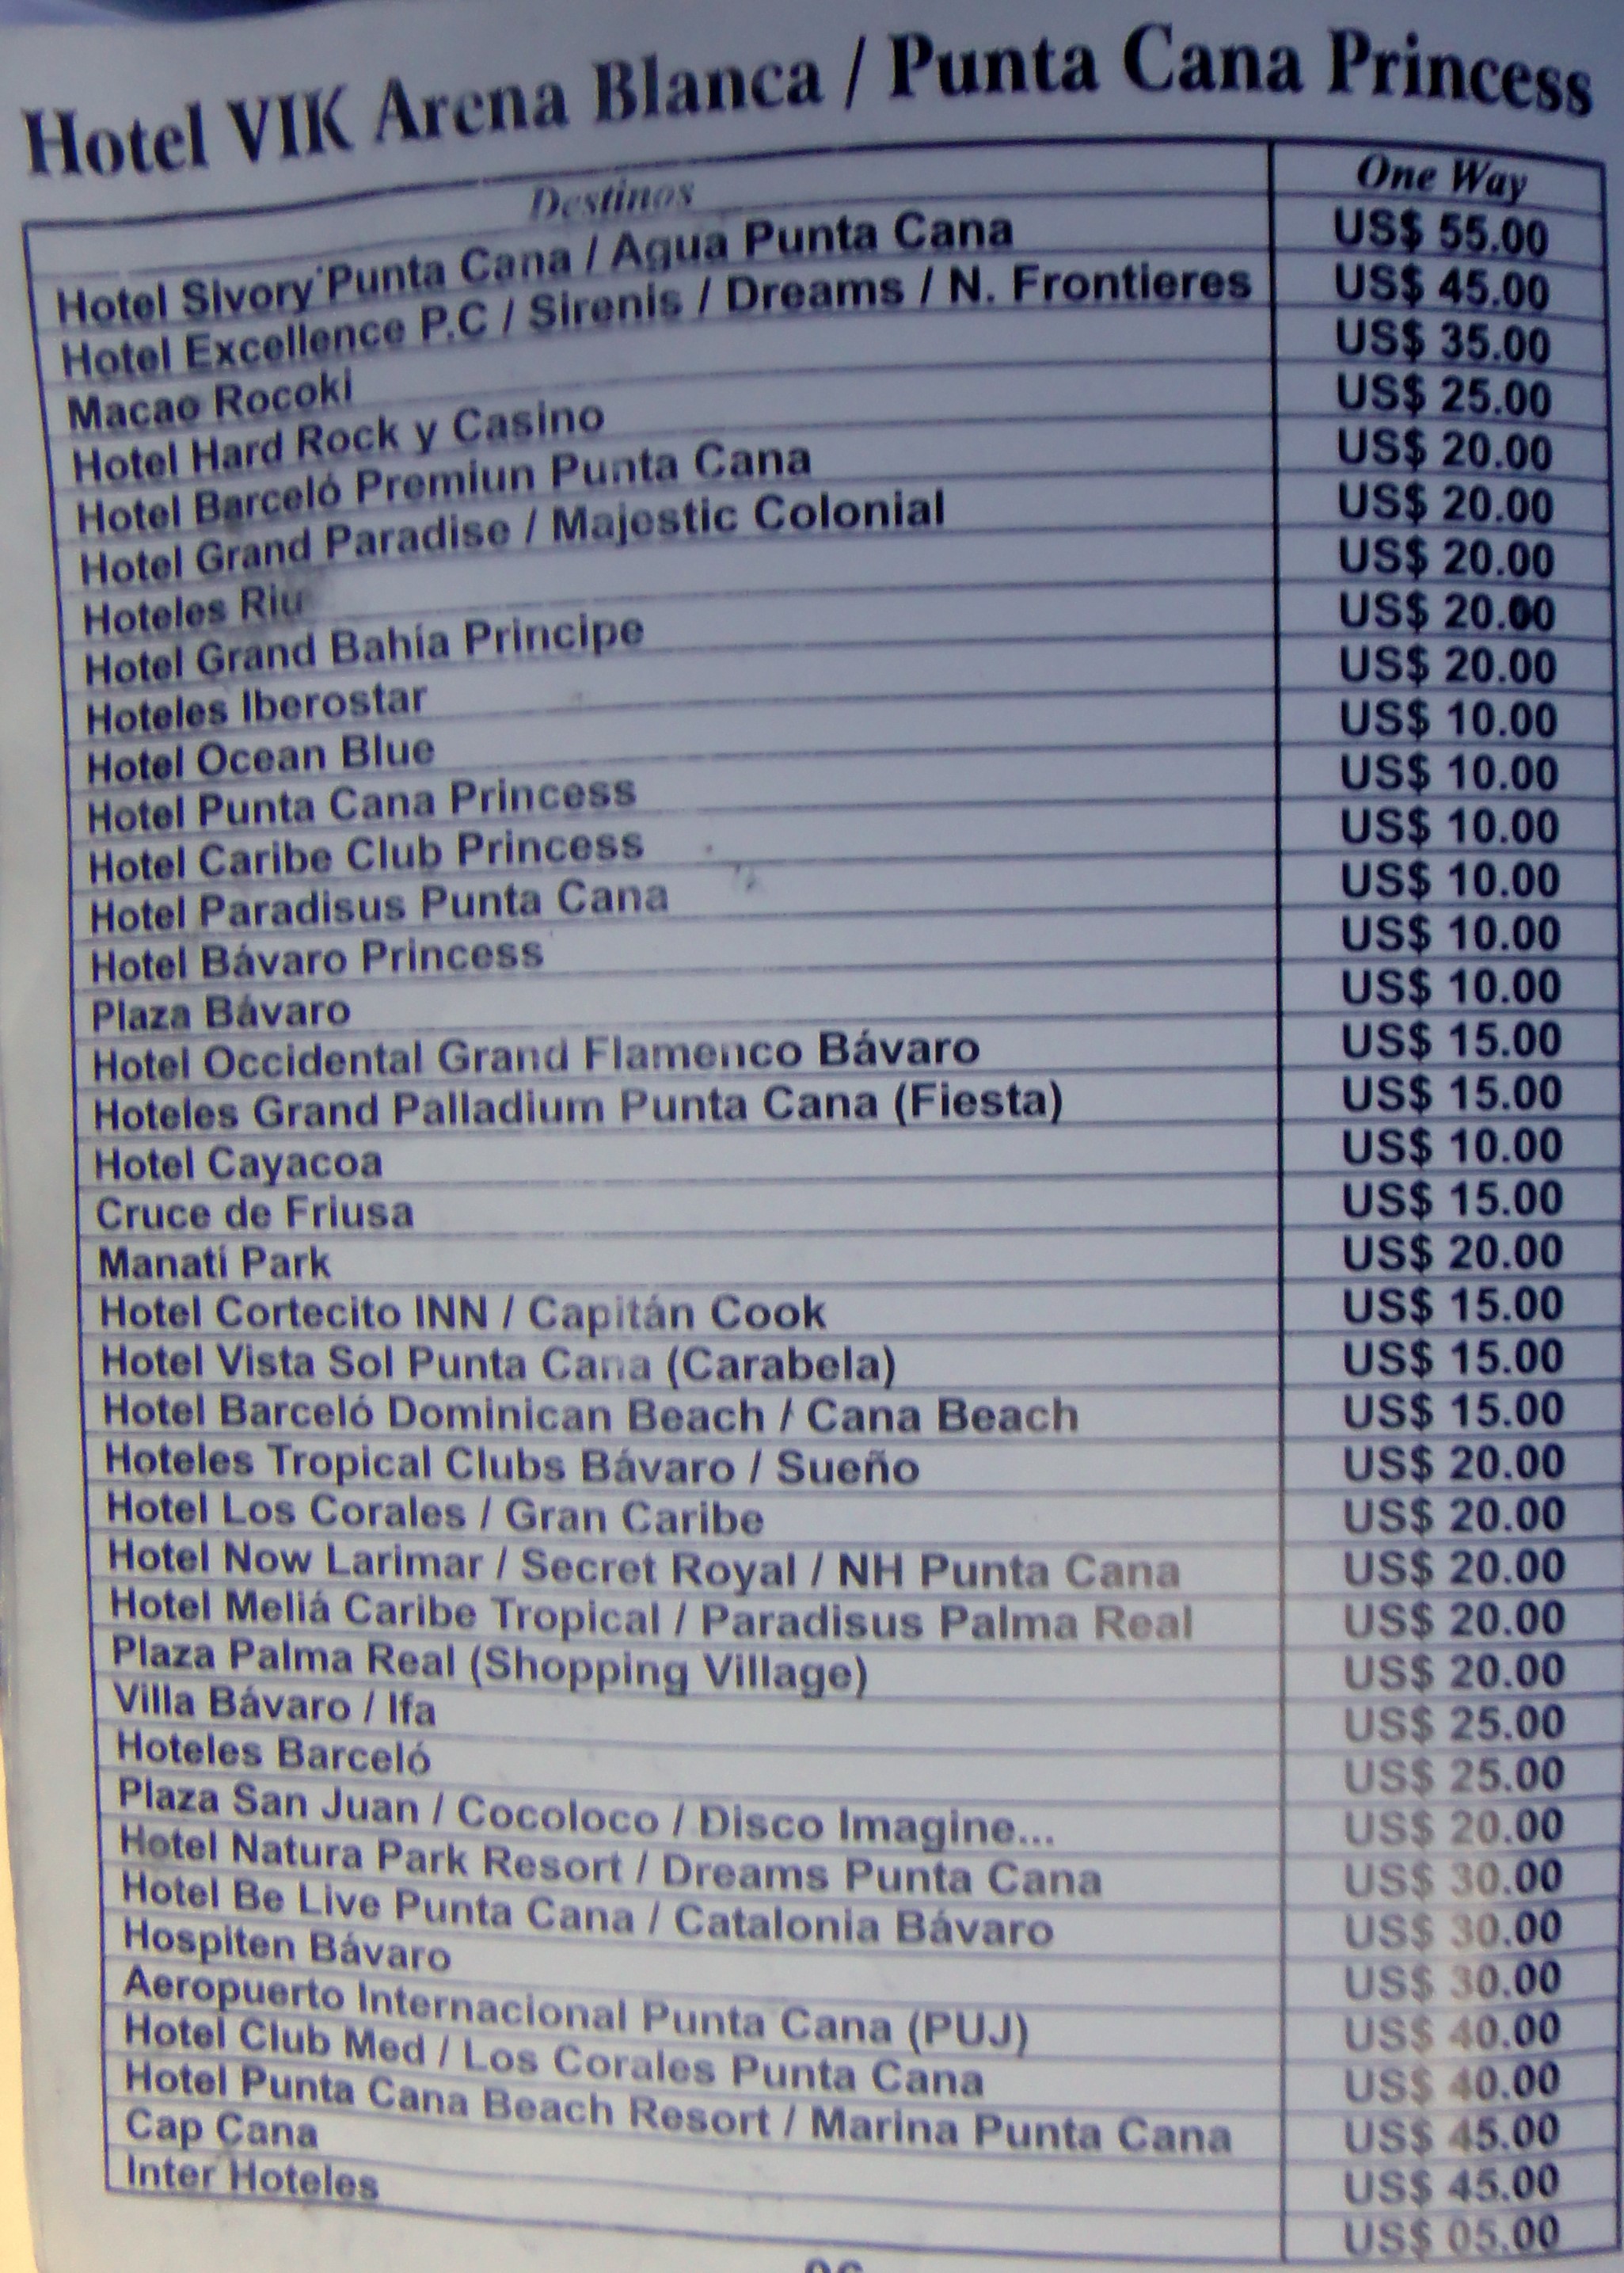 Hotel VIK Arena Blanca / Punta Cana Princess
Destinos One Way
Hotel Sivory Punta Cana / Agua Punta Cana US$ 55.00
Hotel Excellence P.C / Sirenis / Dreams / N. Frontieres US$ 45.00
Macao Rocoki US$ 35.00
Hotel Hard Rock y Casino US$ 25.00
Hotel Barceló Premiun Punta Cana US$ 20.00
Hotel Grand Paradise / Majestic Colonial US$ 20.00
Hoteles Riu US$ 20.00
Hotel Grand Bahía Principe US$ 20.00
Hoteles Iberostar US$ 20.00
Hotel Ocean Blue US$ 10.00
Hotel Punta Cana Princess US$ 10.00
Hotel Caribe Club Princess US$ 10.00
Hotel Paradisus Punta Cana US$ 10.00
Hotel Bávaro Princess US$ 10.00
Plaza Bávaro US$ 10.00
Hotel Occidental Grand Flamenco Bávaro US$ 15.00
Hoteles Grand Palladium Punta Cana (Fiesta) US$ 15.00
Hotel Cayacoa US$ 10.00
Cruce de Friusa US$ 15.00
Manatí Park US$ 20.00
Hotel Cortecito INN / Capitán Cook US$ 15.00
Hotel Vista Sol Punta Cana (Carabela) US$ 15.00
Hotel Barceló Dominican Beach / Cana Beach US$ 15.00
Hoteles Tropical Clubs Bávaro / Sueño US$ 20.00
Hotel Los Corales / Gran Caribe US$ 20.00
Hotel Now Larimar / Secret Royal / NH Punta Cana US$ 20.00
Hotel Meliá Caribe Tropical / Paradisus Palma Real US$ 20.00
Plaza Palma Real (Shopping Village) US$ 20.00
Villa Bávaro / Ifa US$ 25.00
Hoteles Barceló US$ 25.00
Plaza San Juan / Cocoloco / Disco Imagine... US$ 20.00
Hotel Natura Park Resort / Dreams Punta Cana US$ 30.00
Hotel Be Live Punta Cana / Catalonia Bávaro US$ 30.00
Hospiten Bávaro US$ 30.00
Aeropuerto Internacional Punta Cana (PUJ) US$ 40.00
Hotel Club Med / Los Corales Punta Cana US$ 40.00
Hotel Punta Cana Beach Resort / Marina Punta Cana US$ 45.00
Cap Cana US$ 45.00
Inter Hoteles US$ 05.00